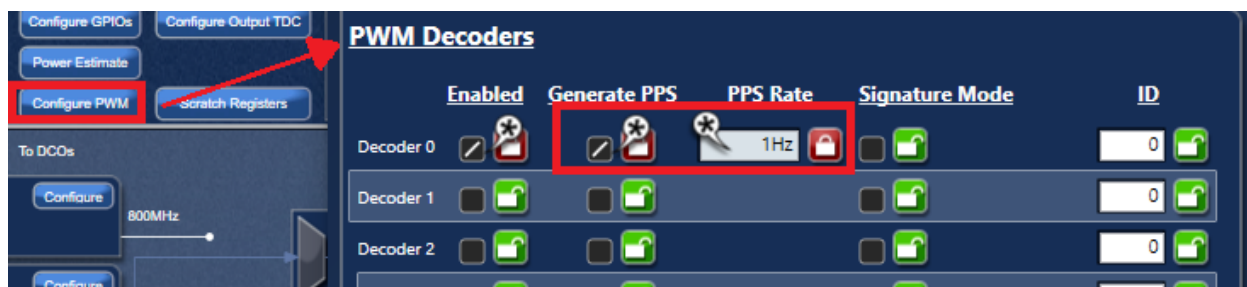 Configure GPIOs Configure Output TDC
Power Estimate
Configure PWM Scratch Registers
To DCOs
Configure
800MHz
Configure
PWM Decoders
Enabled Generate PPS PPS Rate Signature Mode ID
Decoder 0 1Hz 0
Decoder 1 0
Decoder 2 0